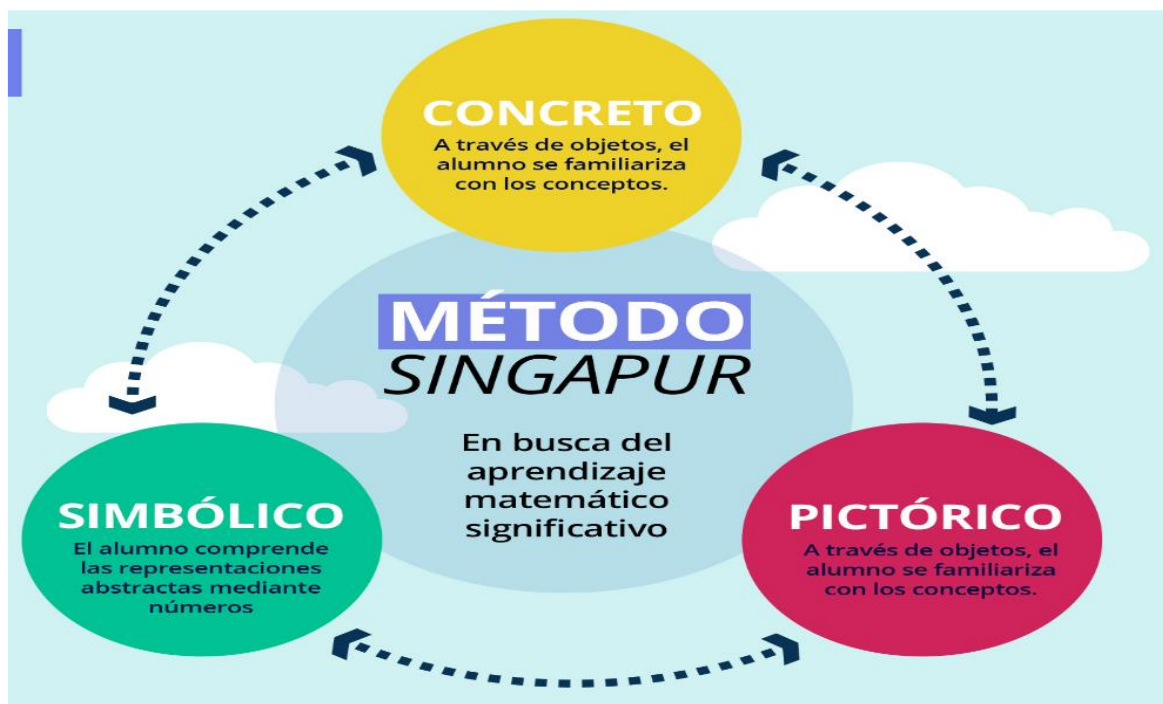 CONCRETO
A través de objetos, el
alumno se familiariza
con los conceptos.
MÉTODO
SINGAPUR
En busca del
aprendizaje
matemático
significativo
SIMBÓLICO
El alumno comprende
las representaciones
abstractas mediante
números
PICTÓRICO
A través de objetos, el
alumno se familiariza
con los conceptos.